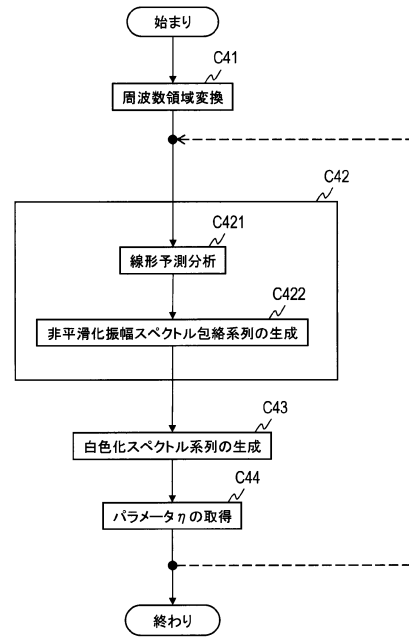 始まり
C41
周波数領域変換
C42
C421
線形予測分析
C422
非平滑化振幅スペクトル包絡系列の生成
C43
白色化スペクトル系列の生成
C44
パラメータηの取得
終わり